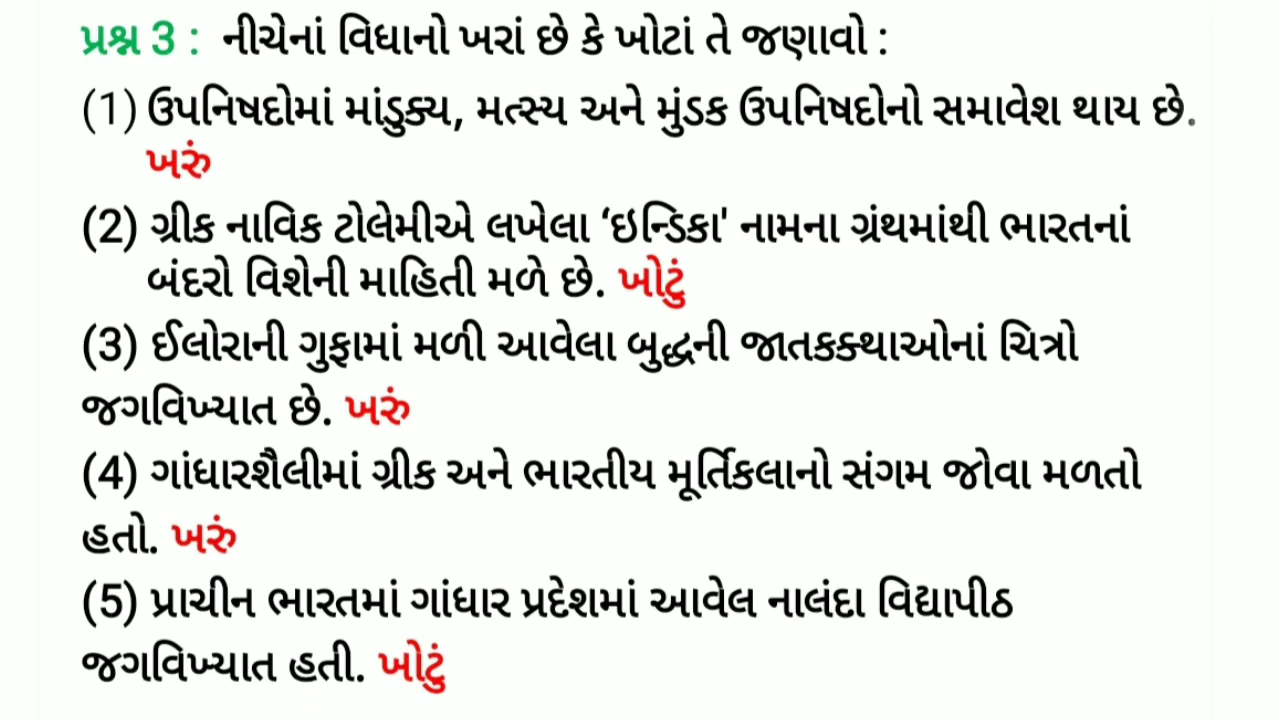 પ્રશ્ન 3 : નીચેનાં વિધાનો ખરાં છે કે ખોટાં તે જણાવો :
(1) ઉપનિષદોમાં માંડુક્ય, મત્સ્ય અને મુંડક ઉપનિષદોનો સમાવેશ થાય છે.
ખરું
(2) ગ્રીક નાવિક ટોલેમીએ લખેલા ‘ઇન્ડિકા' નામના ગ્રંથમાંથી ભારતનાં
બંદરો વિશેની માહિતી મળે છે. ખોટું
(3) ઈલોરાની ગુફામાં મળી આવેલા બુદ્ધની જાતકક્થાઓનાં ચિત્રો
જગવિખ્યાત છે. ખરું
(4) ગાંધારશૈલીમાં ગ્રીક અને ભારતીય મૂર્તિકલાનો સંગમ જોવા મળતો
હતો. ખરું
(5) પ્રાચીન ભારતમાં ગાંધાર પ્રદેશમાં આવેલ નાલંદા વિદ્યાપીઠ
જગવિખ્યાત હતી. ખોટું